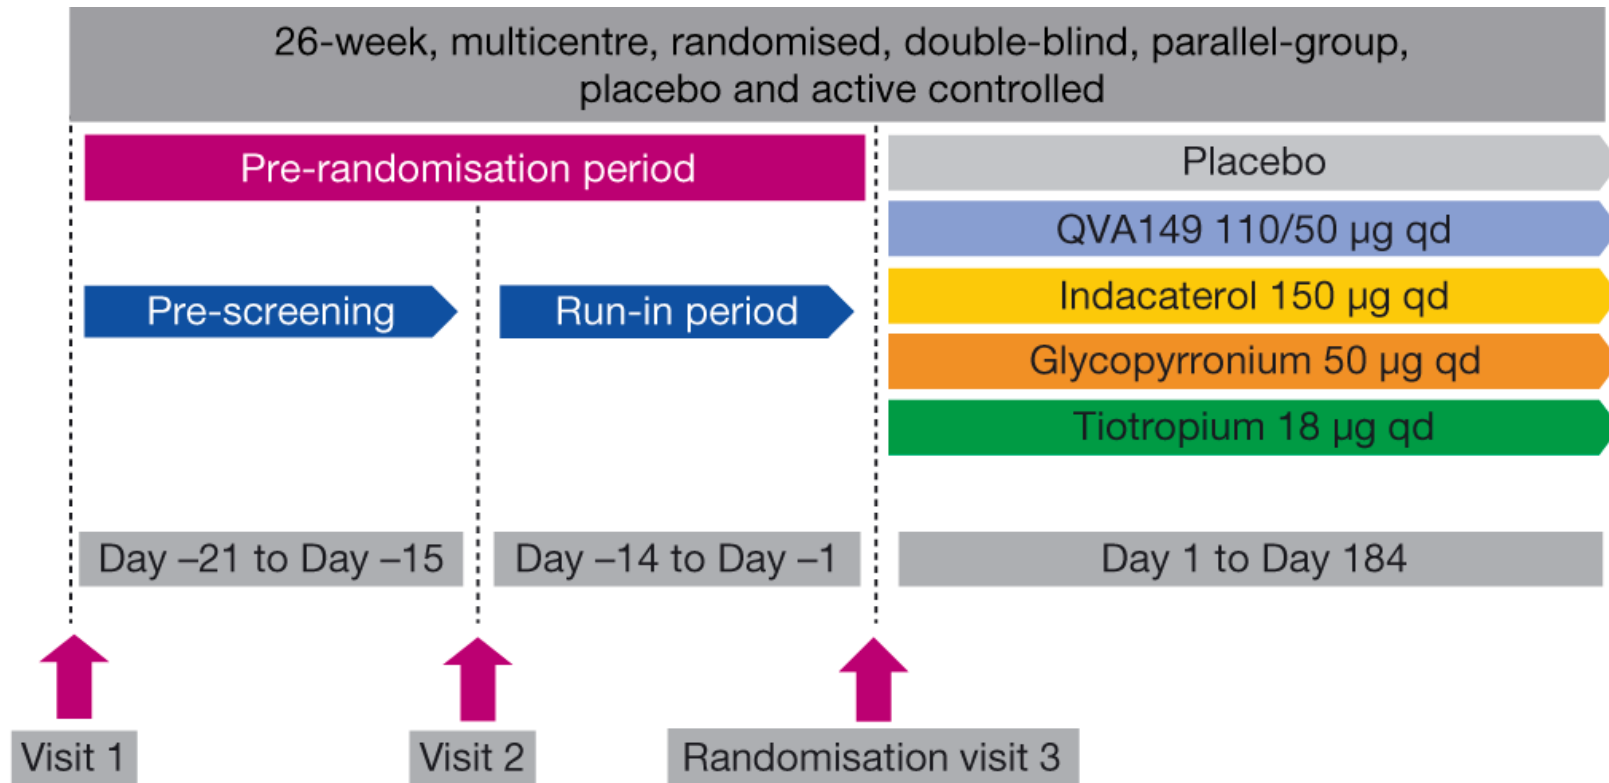 26-week, multicentre, randomised, double-blind, parallel-group,
placebo and active controlled
Pre-randomisation period
Placebo
QVA149 110/50 µg qd
Pre-screening
Run-in period
Indacaterol 150 µg qd
Glycopyrronium 50 µg qd
Tiotropium 18 µg qd
Day –21 to Day –15
Day –14 to Day –1
Day 1 to Day 184
Visit 1
Visit 2
Randomisation visit 3